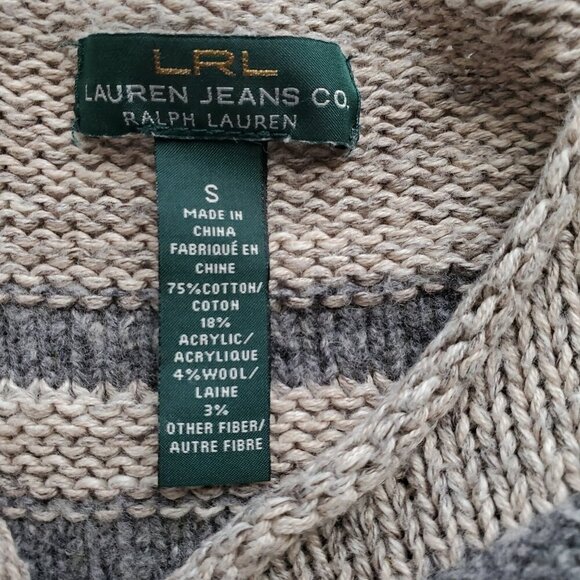 LRL
LAUREN JEANS CO.
RALPH LAUREN
S
MADE IN
CHINA
FABRIQUÉ EN
CHINE
75%COTTON/
COTON
18%
ACRYLIC/
ACRYLIQUE
4%WOOL/
LAINE
3%
OTHER FIBER/
AUTRE FIBRE